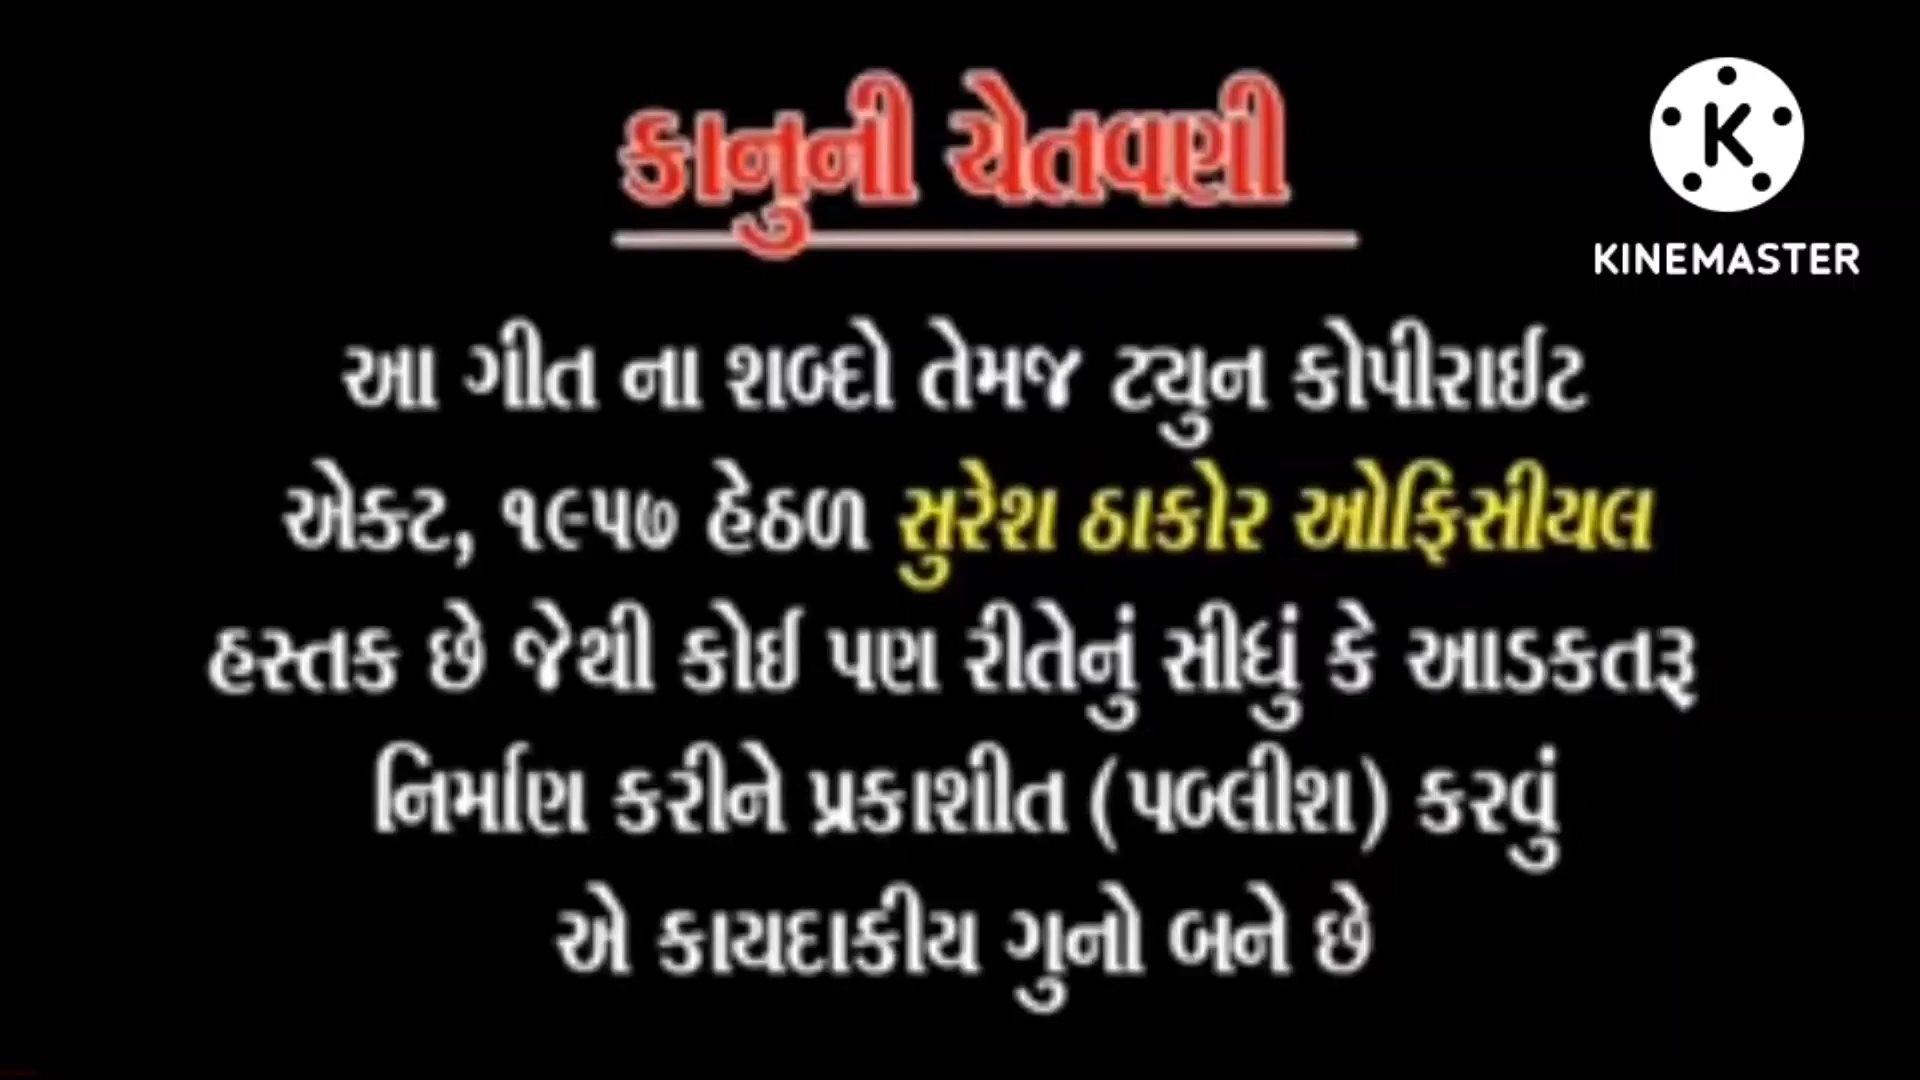 કાનુની ચેતવણી
KINEMASTER
આ ગીત ના શબ્દો તેમજ ટ્યુન કોપીરાઈટ
એક્ટ, ૧૯૫૭ હેઠળ સુરેશ ઠાકોર ઓફિસીયલ
હસ્તક છે જેથી કોઈ પણ રીતેનું સીધું કે આડકતરૂ
નિર્માણ કરીને પ્રકાશીત (પબ્લીશ) કરવું
એ કાયદાકીય ગુનો બને છે